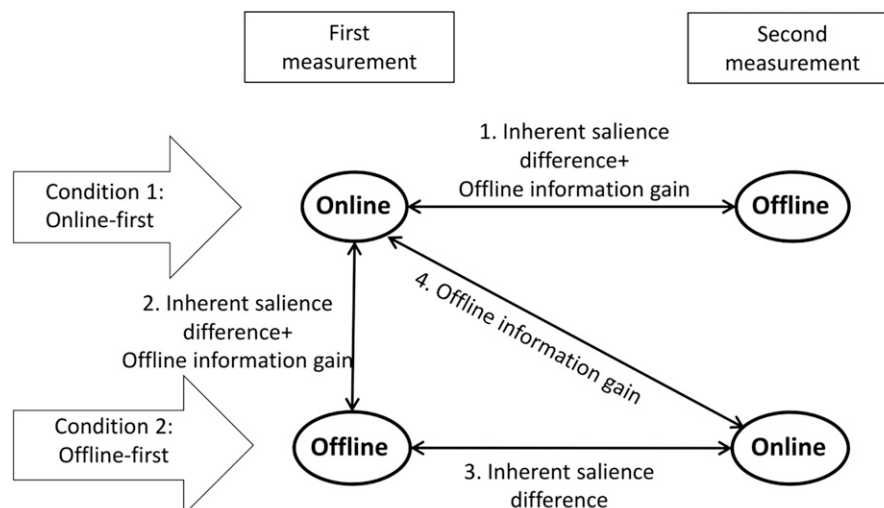 First
measurement
Second
measurement
1. Inherent salience
difference+
Offline information gain
Condition 1:
Online-first
Online
Offline
2. Inherent salience
difference+
Offline information gain
4. Offline information gain
Condition 2:
Offline-first
Offline
Online
3. Inherent salience
difference